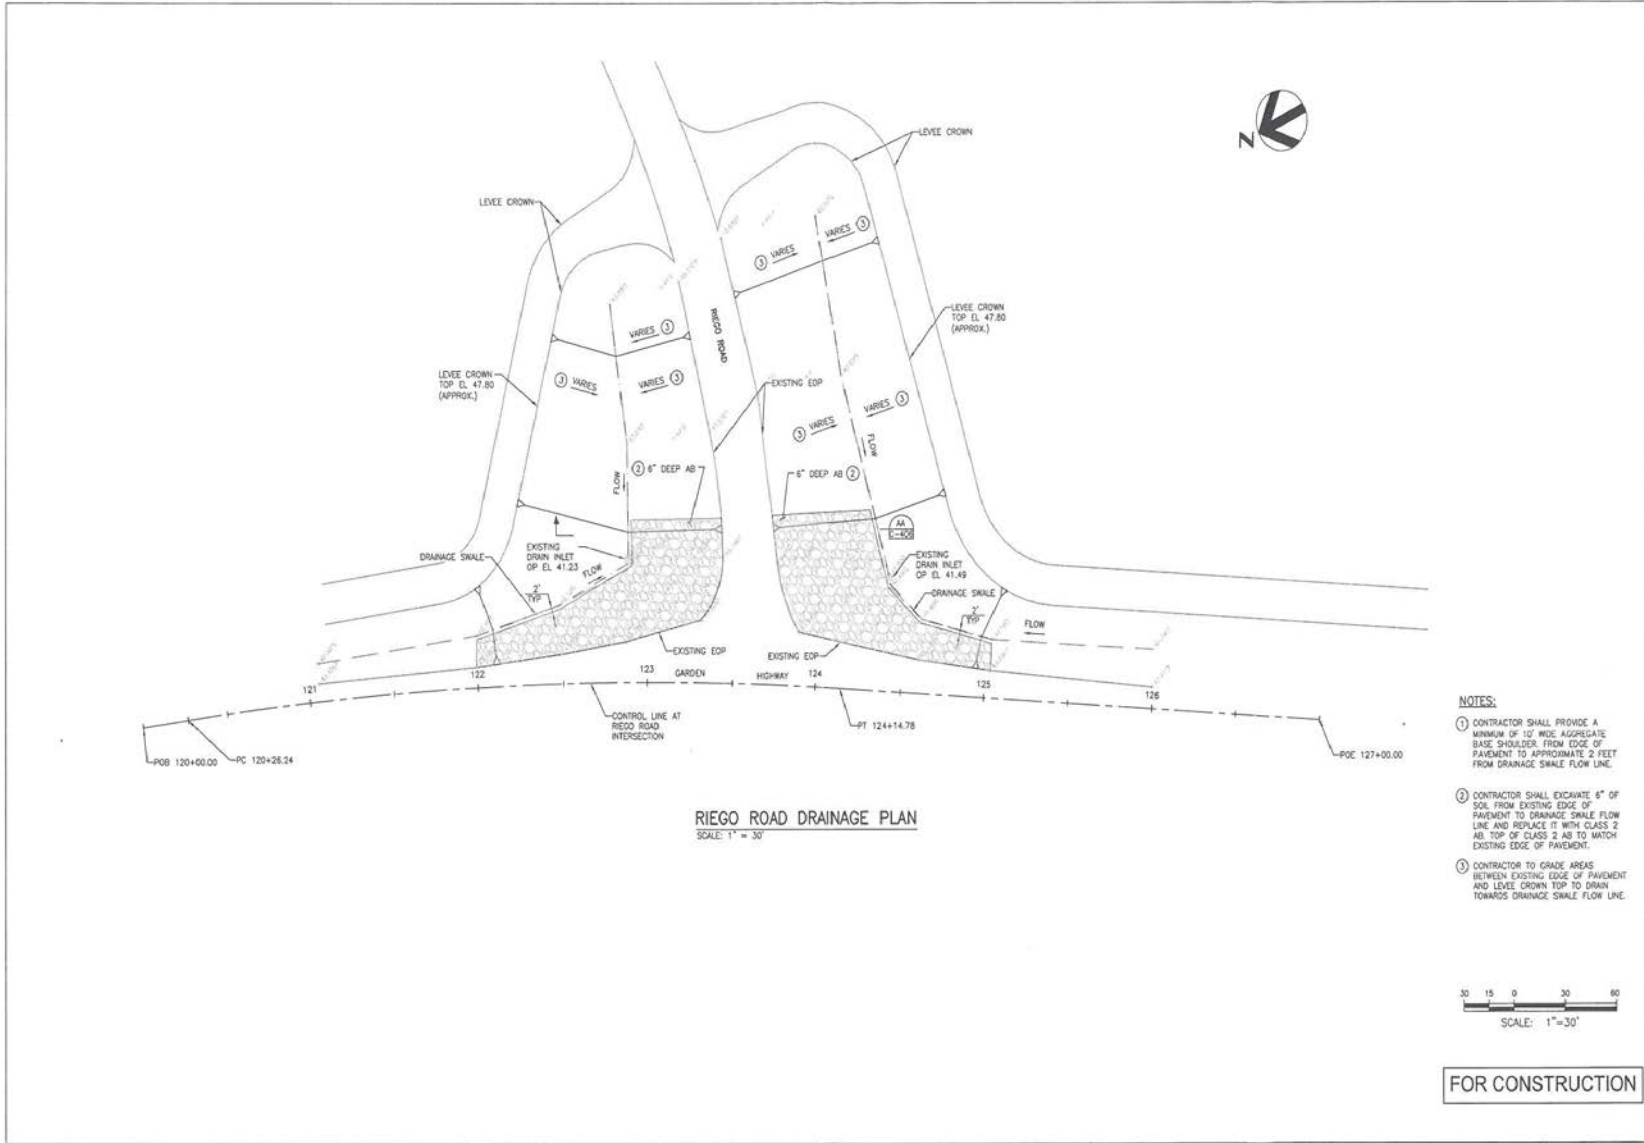 N
LEVEE CROWN
LEVEE CROWN
VARIES 3
3 VARIES
VARIES 3
RIEGO ROAD
LEVEE CROWN
TOP EL 47.80
(APPROX.)
LEVEE CROWN
TOP EL 47.80
(APPROX.)
3 VARIES
VARIES 3
EXISTING EOP
VARIES 3
3 VARIES
FLOW
2 6" DEEP AB
6" DEEP AB 2
FLOW
AA
C-406
DRAINAGE SWALE
EXISTING
DRAIN INLET
OP EL 41.23
FLOW
EXISTING
DRAIN INLET
OP EL 41.49
DRAINAGE SWALE
2'
TYP
2'
TYP
FLOW
EXISTING EOP
EXISTING EOP
121
122
123
GARDEN
HIGHWAY
124
125
126
CONTROL LINE AT
RIEGO ROAD
INTERSECTION
PT 124+14.78
POB 120+00.00
PC 120+26.24
POE 127+00.00
RIEGO ROAD DRAINAGE PLAN
SCALE: 1" = 30'
NOTES:
1 CONTRACTOR SHALL PROVIDE A
MINIMUM OF 10' WIDE AGGREGATE
BASE SHOULDER. FROM EDGE OF
PAVEMENT TO APPROXIMATE 2 FEET
FROM DRAINAGE SWALE FLOW LINE.
2 CONTRACTOR SHALL EXCAVATE 6" OF
SOIL FROM EXISTING EDGE OF
PAVEMENT TO DRAINAGE SWALE FLOW
LINE AND REPLACE IT WITH CLASS 2
AB. TOP OF CLASS 2 AB TO MATCH
EXISTING EDGE OF PAVEMENT.
3 CONTRACTOR TO GRADE AREAS
BETWEEN EXISTING EDGE OF PAVEMENT
AND LEVEE CROWN TOP TO DRAIN
TOWARDS DRAINAGE SWALE FLOW LINE.
30 15 0 30 60
SCALE: 1"=30'
FOR CONSTRUCTION